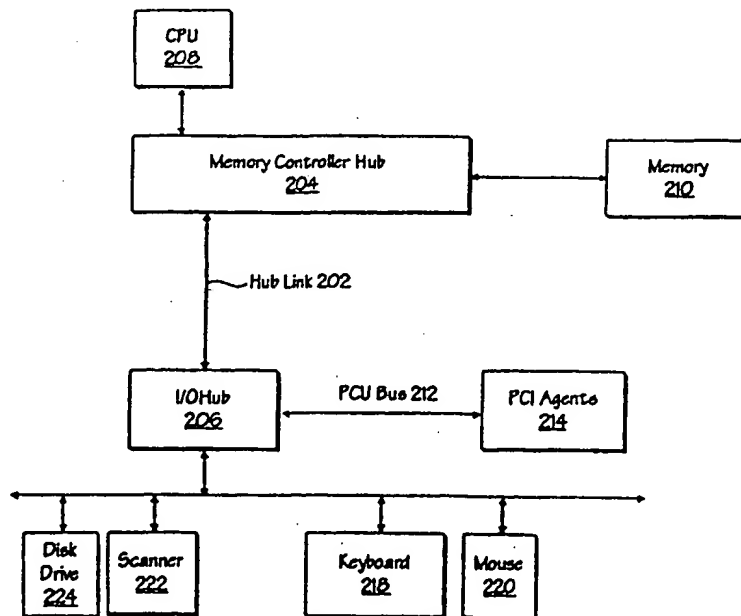 CPU
208
Memory Controller Hub
204
Memory
210
Hub Link 202
I/O Hub
206
PCU Bus 212
PCI Agents
214
Disk
Drive
224
Scanner
222
Keyboard
218
Mouse
220